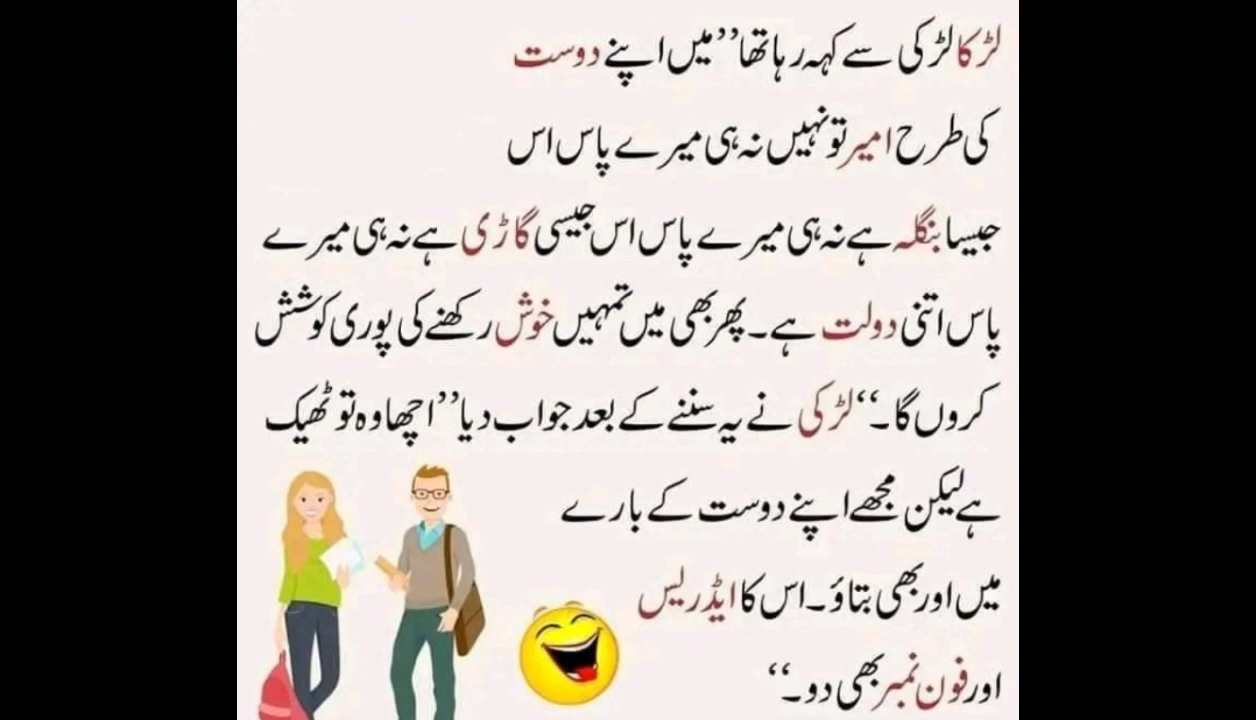 لڑکا لڑکی سے کہہ رہا تھا ’’میں اپنے دوست
کی طرح امیر تو نہیں نہ ہی میرے پاس اس
جیسا بنگلہ ہے نہ ہی میرے پاس اس جیسی گاڑی ہے نہ ہی میرے
پاس اتنی دولت ہے۔ پھر بھی میں تمہیں خوش رکھنے کی پوری کوشش
کروں گا۔‘‘ لڑکی نے یہ سننے کے بعد جواب دیا ’’اچھا وہ تو ٹھیک
ہے لیکن مجھے اپنے دوست کے بارے
میں اور بھی بتاؤ۔ اس کا ایڈریس
اور فون نمبر بھی دو۔‘‘